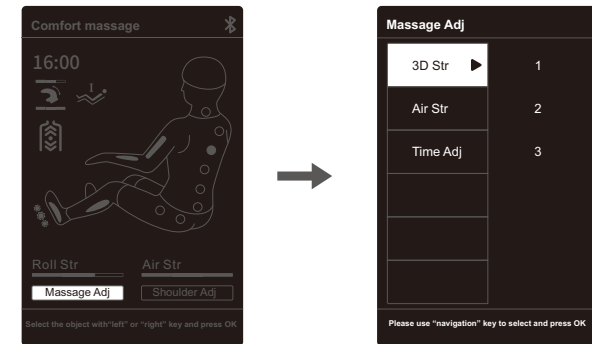 Comfort massage
16:00
I
Roll Str Air Str
Massage Adj Shoulder Adj
Select the object with“left” or “right” key and press OK
Massage Adj
3D Str 1
Air Str 2
Time Adj 3
Please use “navigation” key to select and press OK